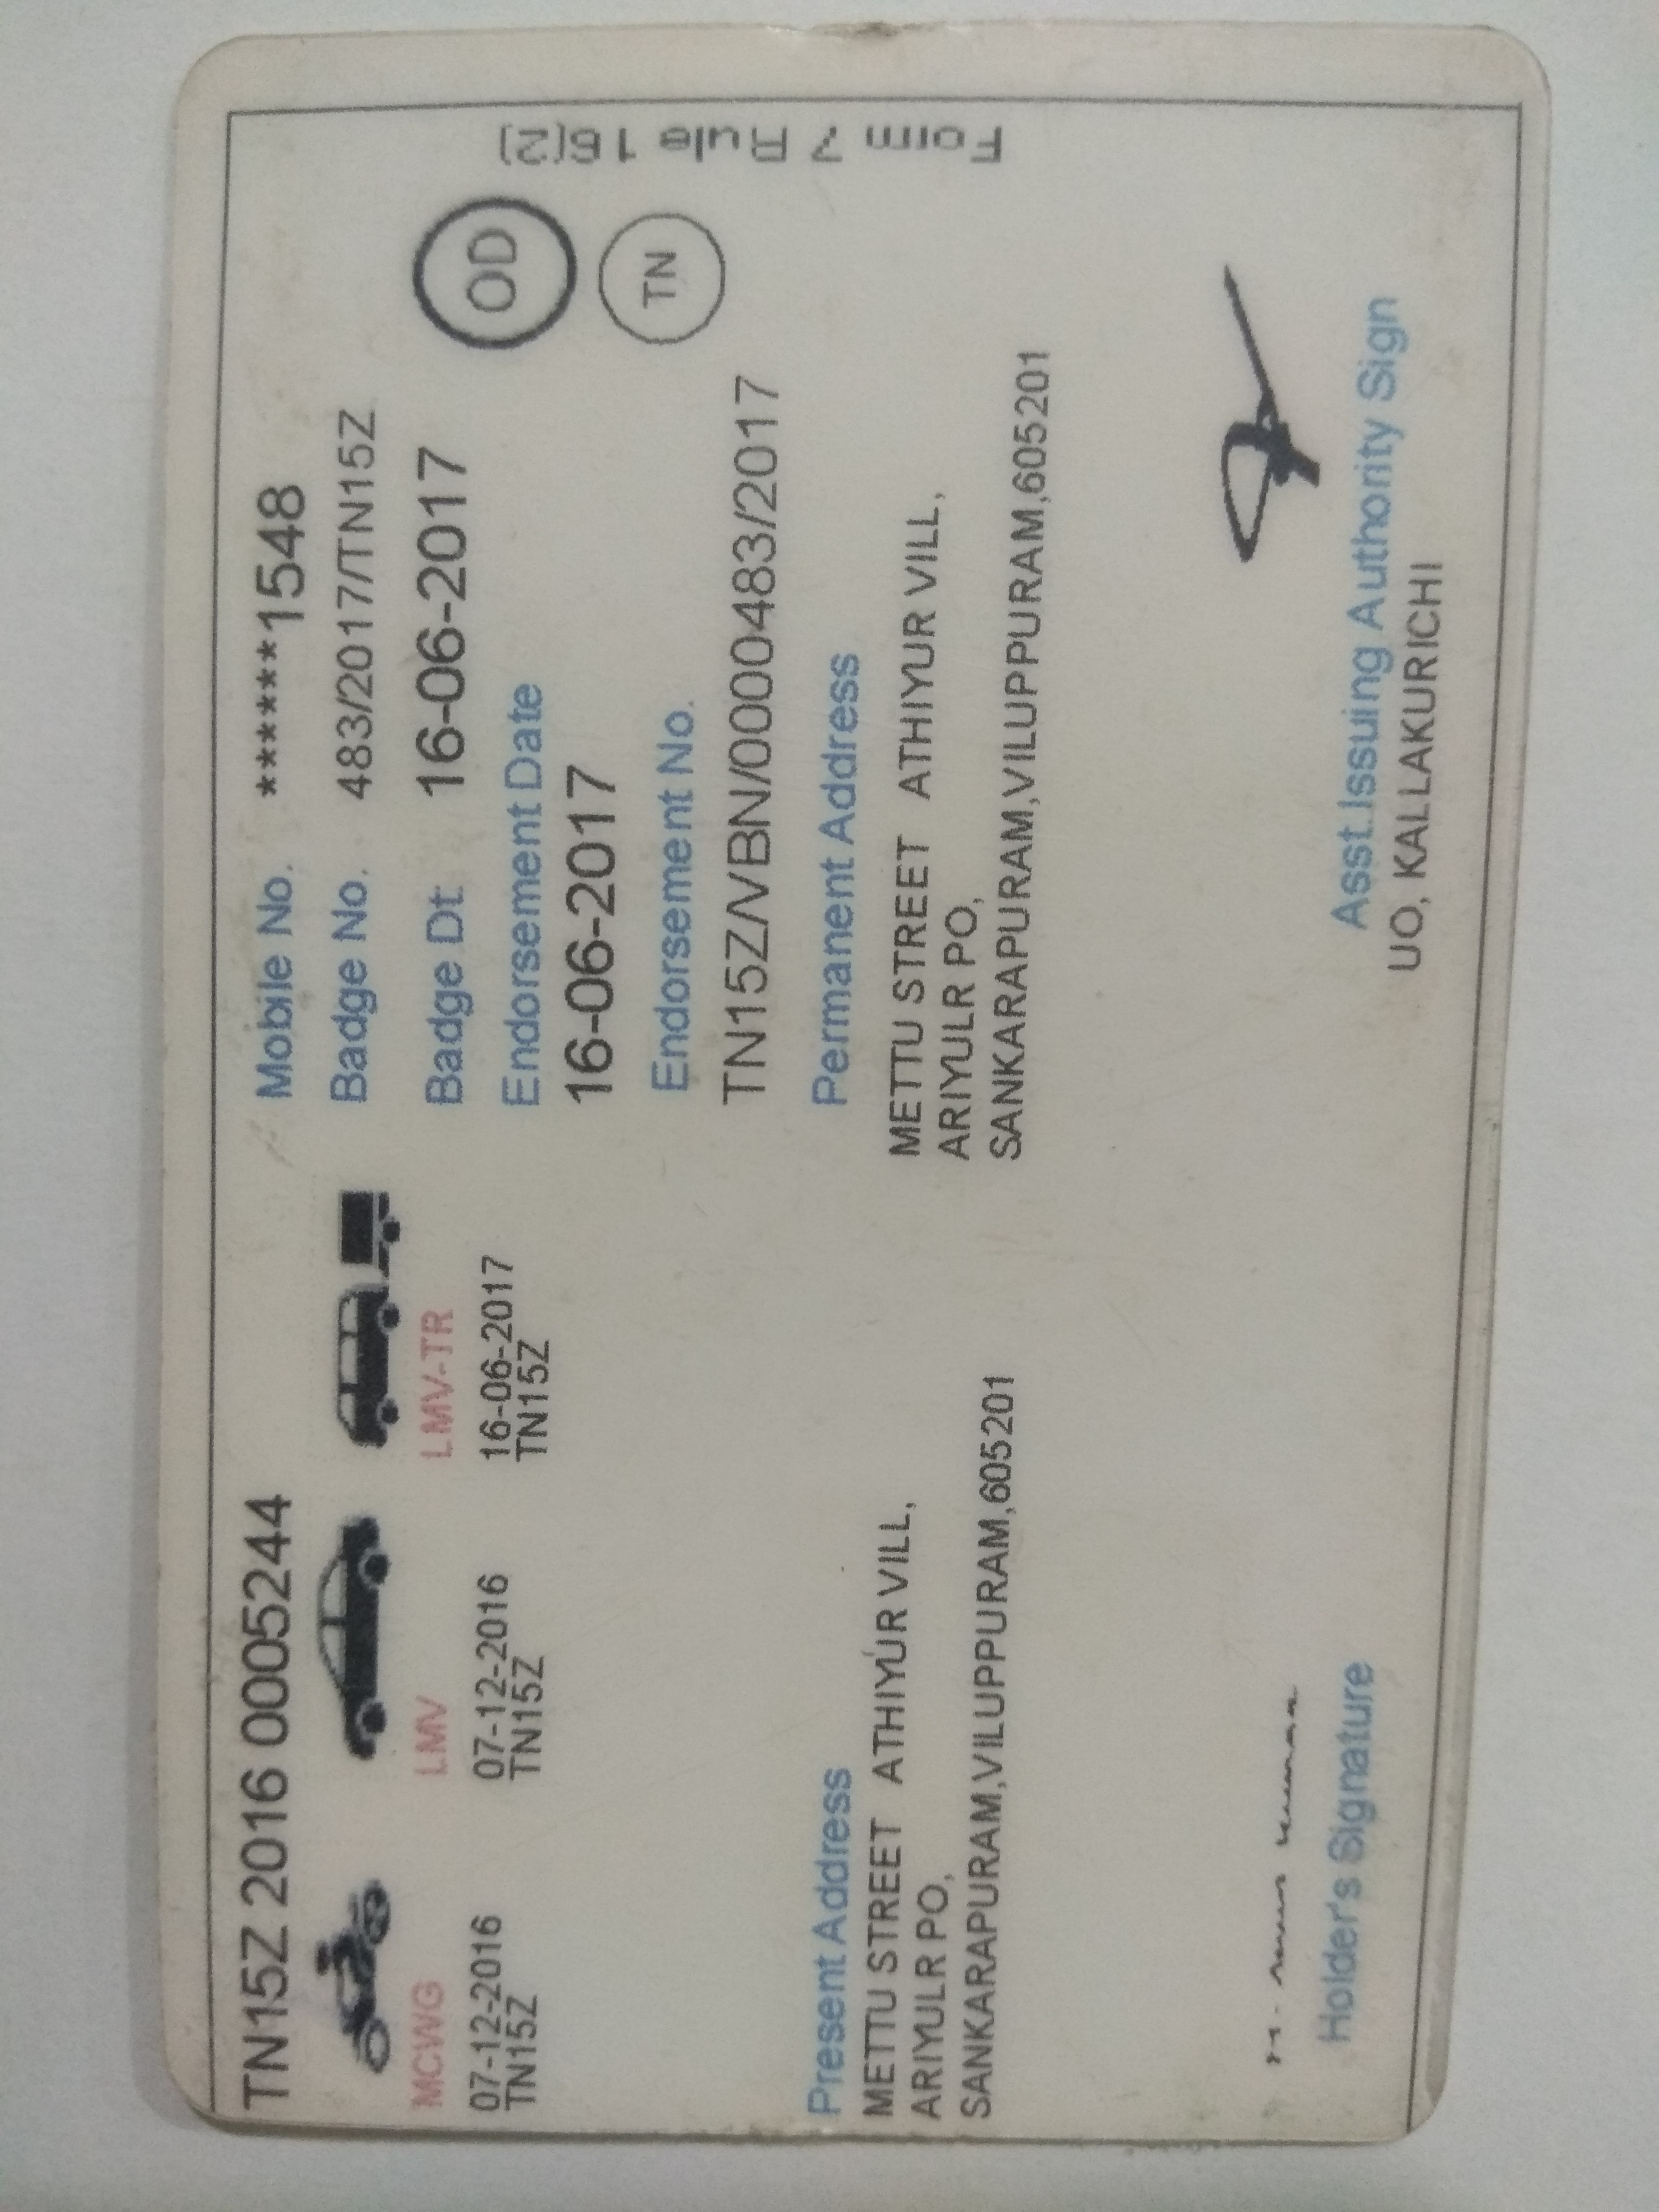 TN15Z 2016 0005244
MCWG
07-12-2016
TN15Z
LMV
07-12-2016
TN15Z
LMV-TR
16-06-2017
TN15Z
Mobile No. ******1548
Badge No. 483/2017/TN15Z
Badge Dt 16-06-2017
Endorsement Date
16-06-2017
Endorsement No.
TN15Z/VBN/0000483/2017
OD
TN
Form 7 Rule 16(2)
Present Address
METTU STREET ATHIYUR VILL,
ARIYULR PO,
SANKARAPURAM,VILUPPURAM,605201
Permanent Address
METTU STREET ATHIYUR VILL,
ARIYULR PO,
SANKARAPURAM,VILUPPURAM,605201
Holder's Signature
Asst.Issuing Authority Sign
UO, KALLAKURICHI